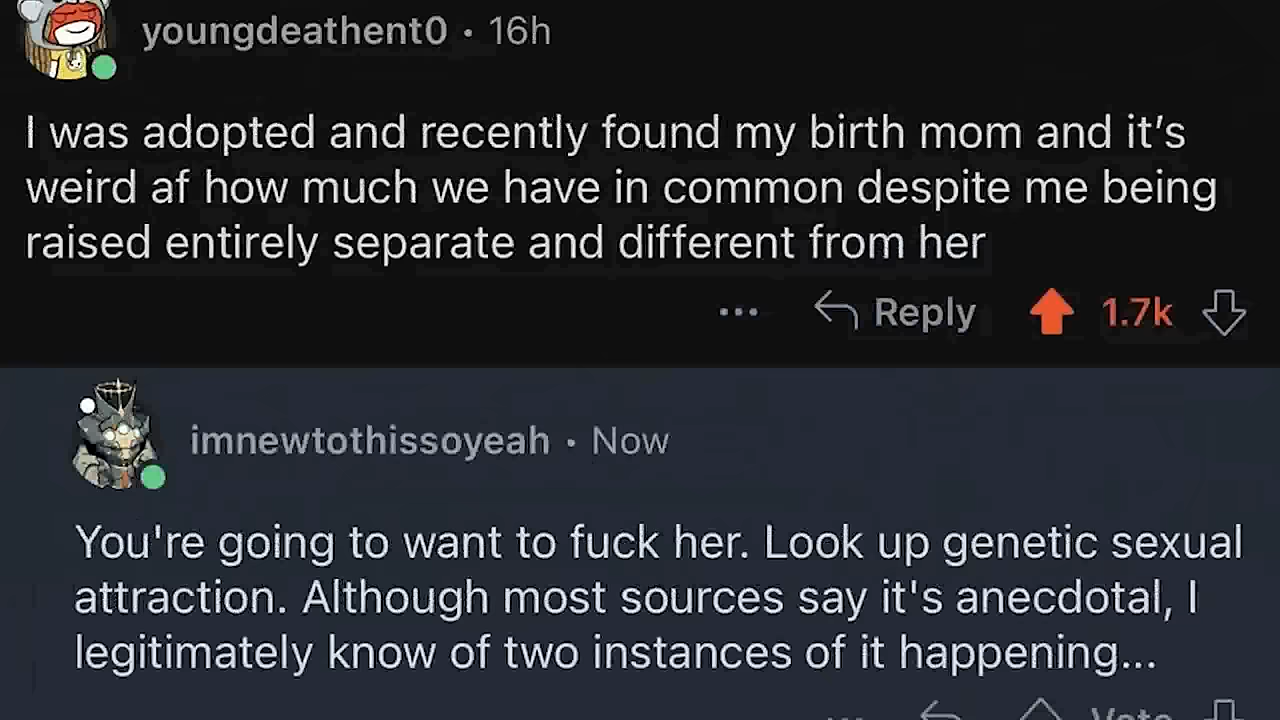 youngdeathent0 • 16h
I was adopted and recently found my birth mom and it's
weird af how much we have in common despite me being
raised entirely separate and different from her
... Reply 1.7k
imnewtothissoyeah • Now
You're going to want to fuck her. Look up genetic sexual
attraction. Although most sources say it's anecdotal, I
legitimately know of two instances of it happening...
... Vote